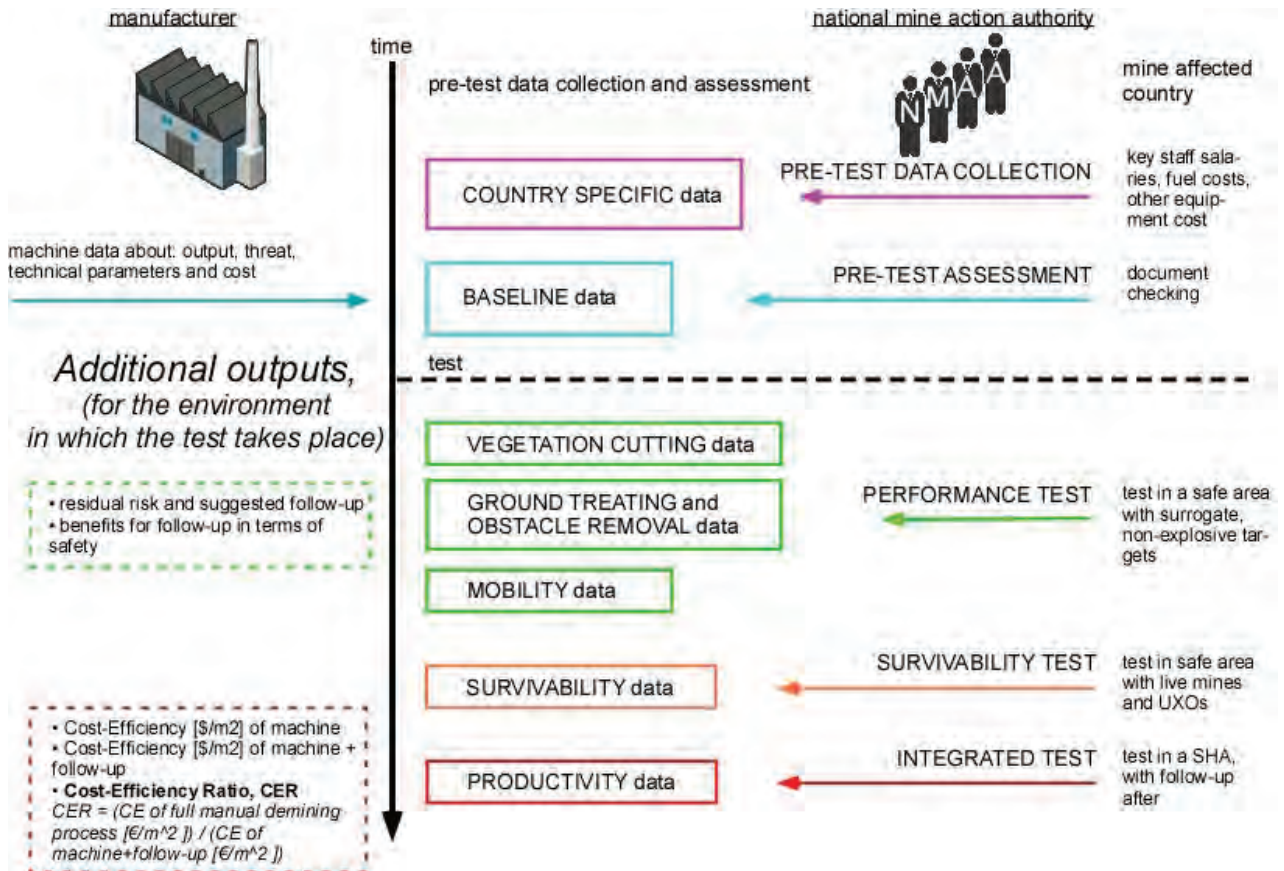 manufacturer
national mine action authority
time
pre-test data collection and assessment
N M A A
mine affected
country
COUNTRY SPECIFIC data
PRE-TEST DATA COLLECTION
key staff sala-
ries, fuel costs,
other equip-
ment cost
machine data about: output, threat,
technical parameters and cost
BASELINE data
PRE-TEST ASSESSMENT
document
checking
test
Additional outputs,
(for the environment
in which the test takes place)
VEGETATION CUTTING data
• residual risk and suggested follow-up
• benefits for follow-up in terms of
safety
GROUND TREATING and
OBSTACLE REMOVAL data
PERFORMANCE TEST
test in a safe area
with surrogate,
non-explosive tar-
gets
MOBILITY data
SURVIVABILITY data
SURVIVABILITY TEST
test in safe area
with live mines
and UXOs
• Cost-Efficiency [$/m2] of machine
• Cost-Efficiency [$/m2] of machine +
follow-up
• Cost-Efficiency Ratio, CER
CER = (CE of full manual demining
process [€/m^2 ]) / (CE of
machine+follow-up [€/m^2 ])
PRODUCTIVITY data
INTEGRATED TEST
test in a SHA,
with follow-up
after